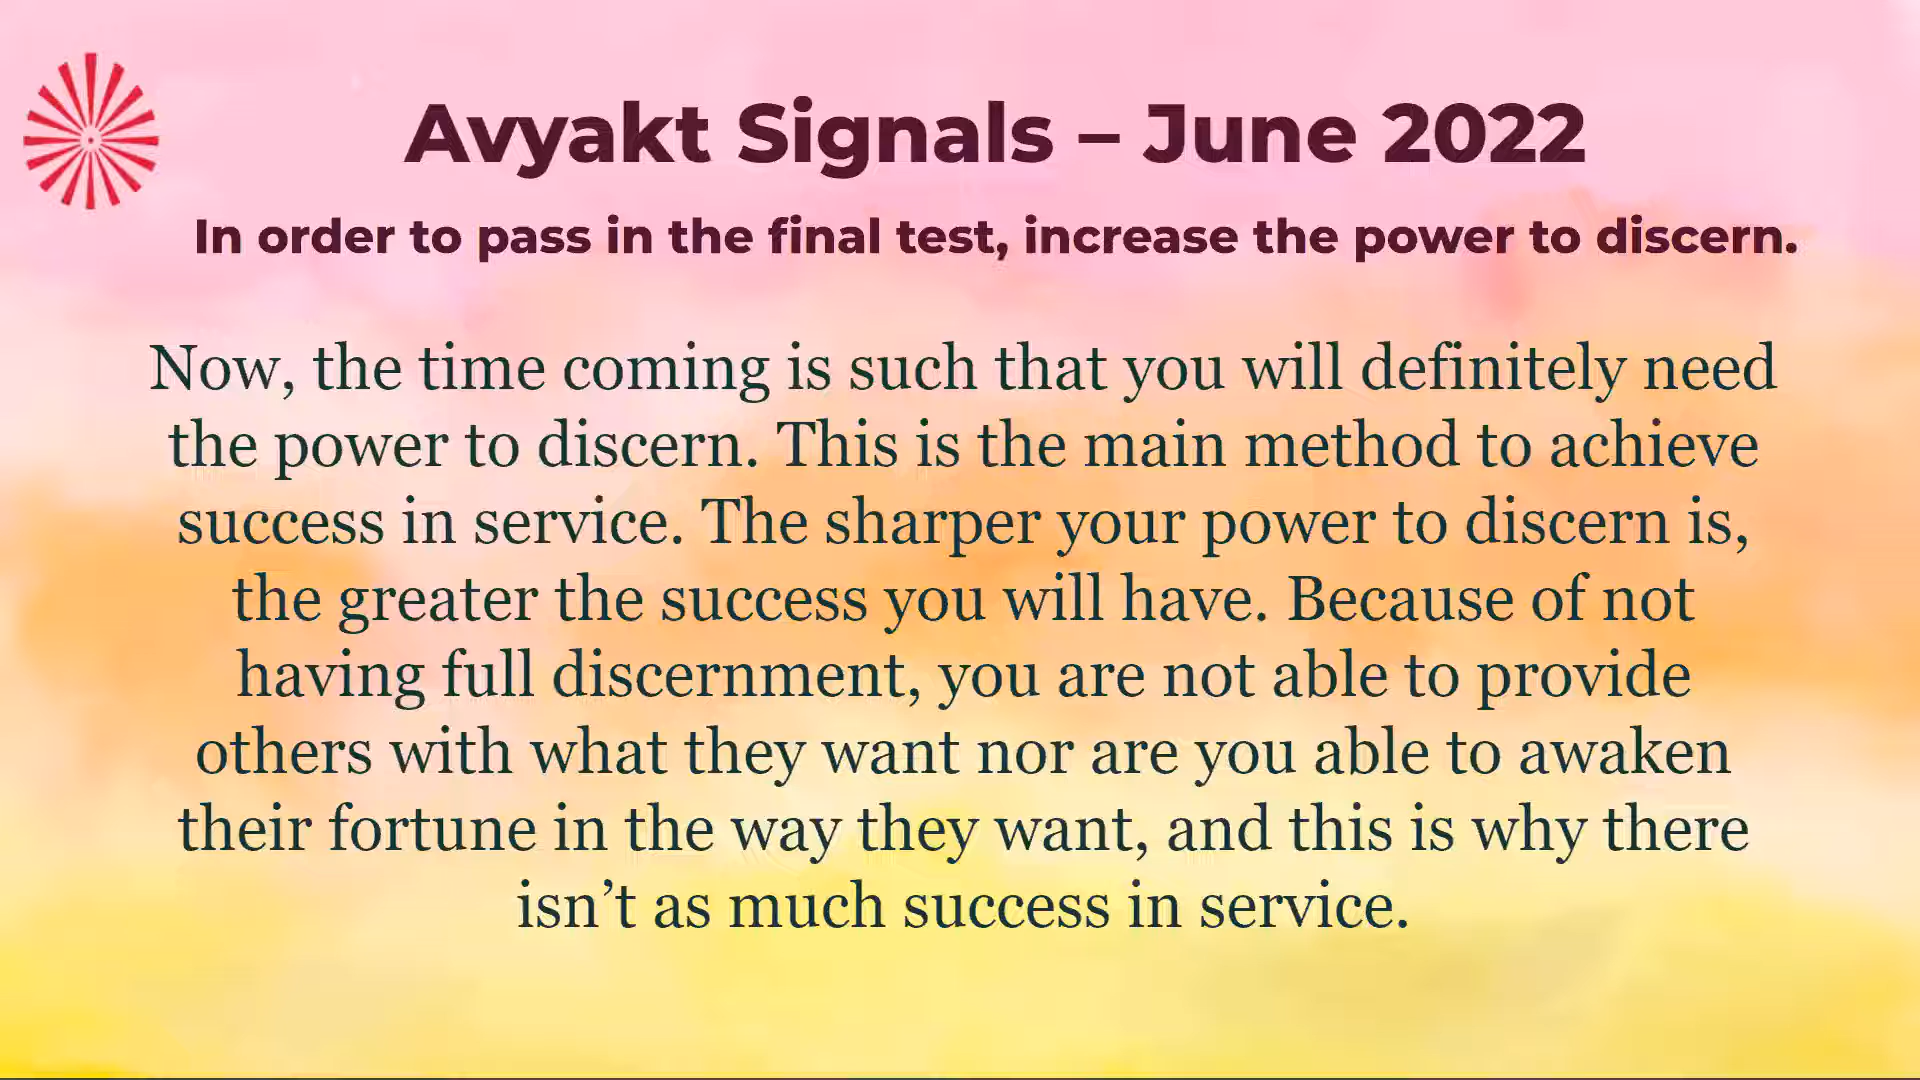 Avyakt Signals – June 2022
In order to pass in the final test, increase the power to discern.
Now, the time coming is such that you will definitely need
the power to discern. This is the main method to achieve
success in service. The sharper your power to discern is,
the greater the success you will have. Because of not
having full discernment, you are not able to provide
others with what they want nor are you able to awaken
their fortune in the way they want, and this is why there
isn’t as much success in service.